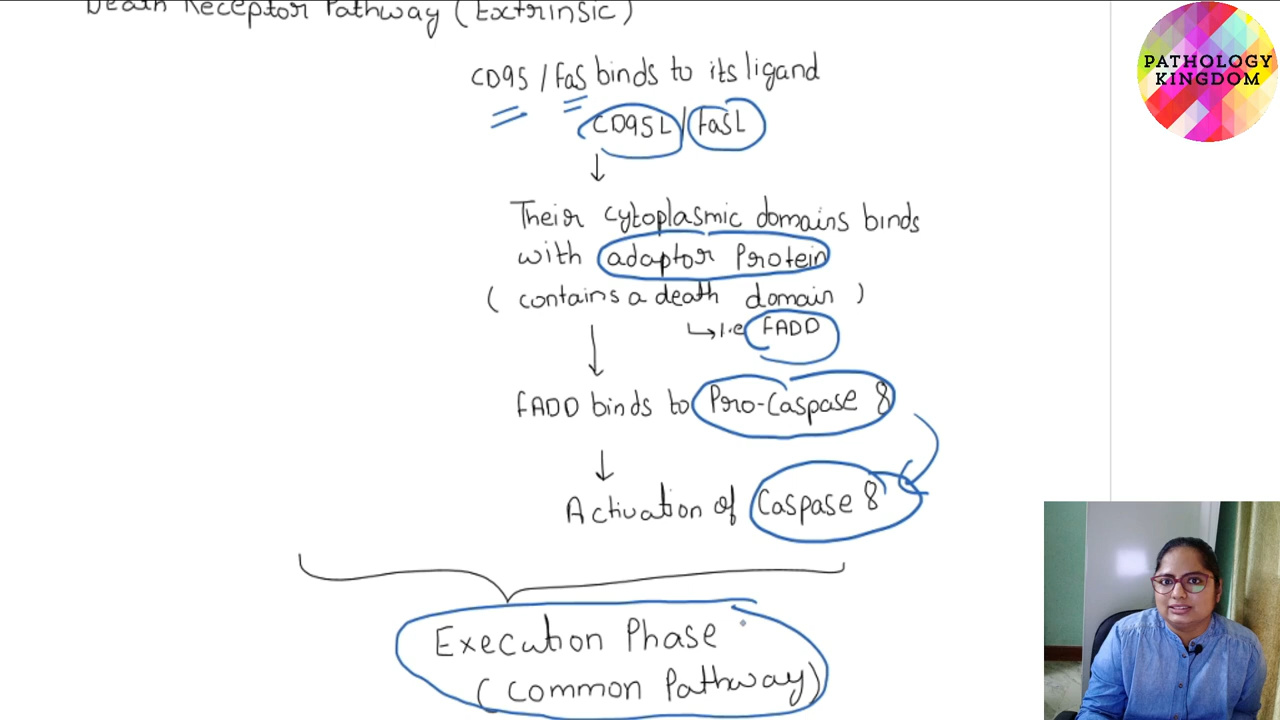 Death Receptor Pathway (Extrinsic)
CD95 / Fas binds to its ligand
CD95L / FasL
↓
Their cytoplasmic domains binds
with adaptor Protein
( contains a death domain )
↳ i.e FADD
↓
FADD binds to Pro-Caspase 8
↓
Activation of Caspase 8
Execution Phase
(Common Pathway)
PATHOLOGY
KINGDOM